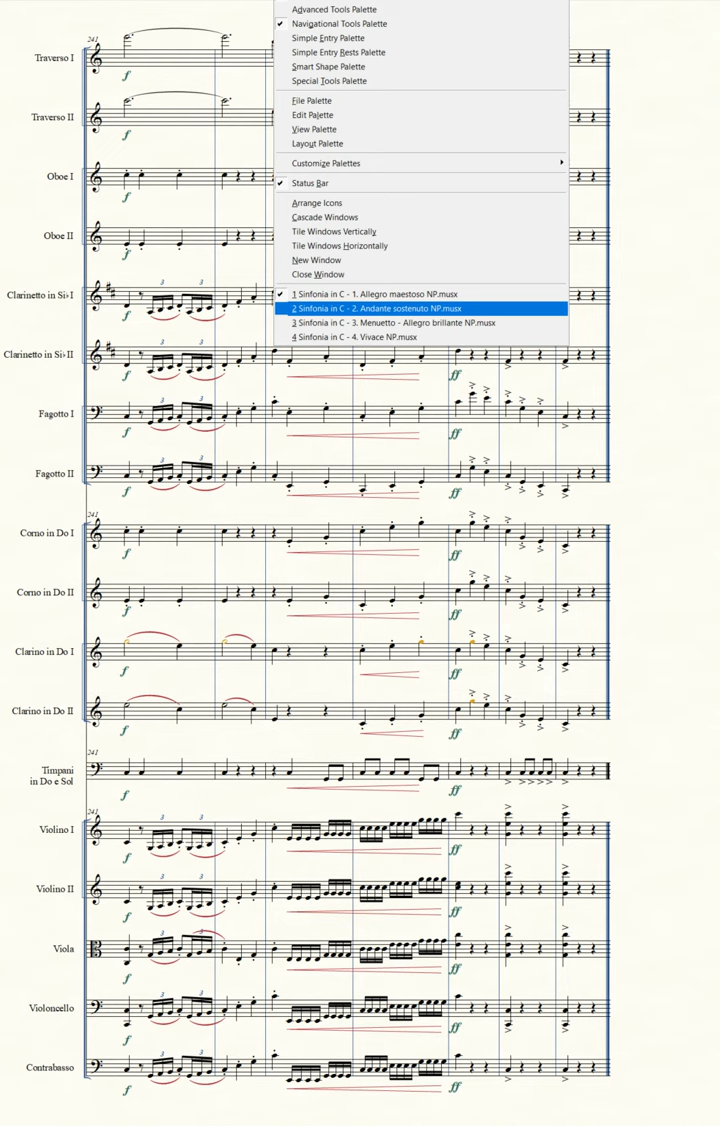 Advanced Tools Palette
Navigational Tools Palette
Simple Entry Palette
Simple Entry Rests Palette
Smart Shape Palette
Special Tools Palette
File Palette
Edit Palette
View Palette
Layout Palette
Customize Palettes
Status Bar
Arrange Icons
Cascade Windows
Tile Windows Vertically
Tile Windows Horizontally
New Window
Close Window
1 Sinfonia in C - 1. Allegro maestoso NP.musx
2 Sinfonia in C - 2. Andante sostenuto NP.musx
3 Sinfonia in C - 3. Menuetto - Allegro brillante NP.musx
4 Sinfonia in C - 4. Vivace NP.musx
241
Traverso I
f
Traverso II
f
Oboe I
f
Oboe II
f
Clarinetto in Si♭ I
3 3
f
Clarinetto in Si♭ II
3 3
f ff
Fagotto I
3 3
f ff
Fagotto II
3 3
f ff
241
Corno in Do I
f ff
Corno in Do II
f ff
Clarino in Do I
f ff
Clarino in Do II
f ff
241
Timpani
in Do e Sol
f ff
241
Violino I
3 3
f ff
Violino II
3 3
f ff
Viola
3 3
f ff
Violoncello
3 3
f ff
Contrabasso
3 3
f ff